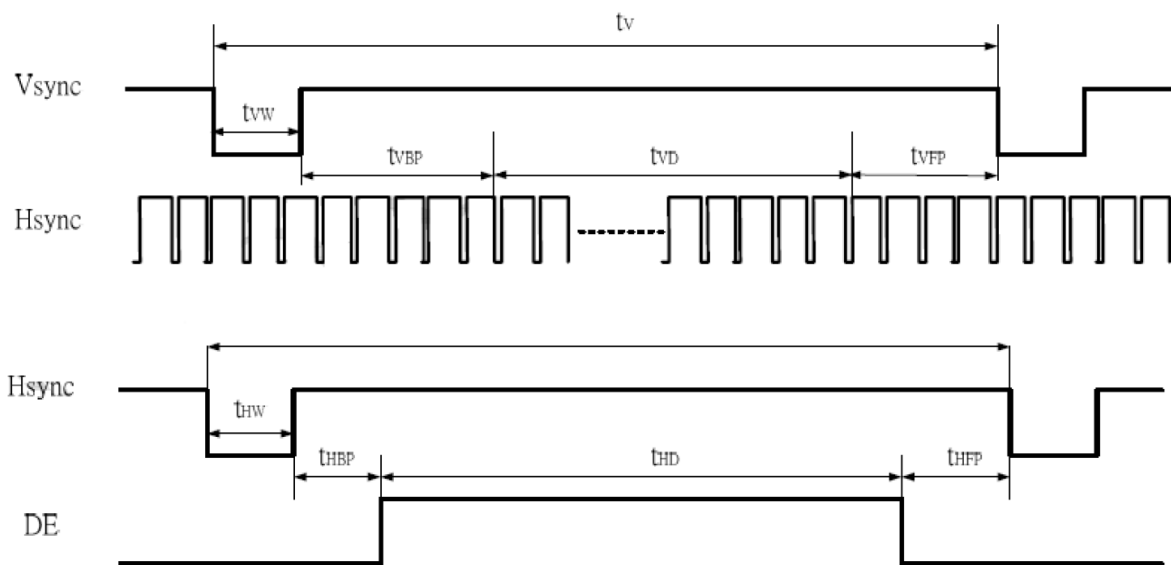 tV
Vsync
tVW
tVBP
tVD
tVFP
Hsync
Hsync
tHW
tHBP
tHD
tHFP
DE